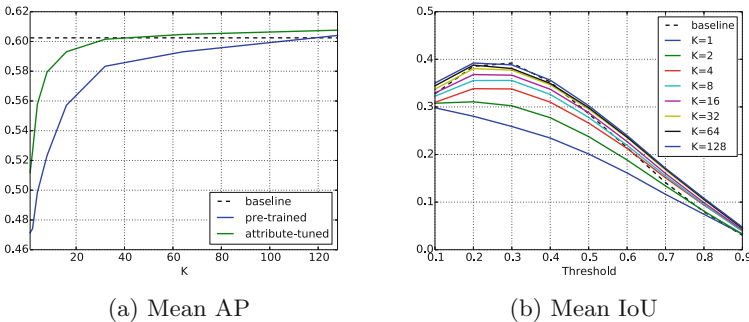 0.62
0.60
0.58
0.56
0.54
0.52
0.50
0.48
0.46
20 40 60 80 100 120
K
baseline
pre-trained
attribute-tuned
(a) Mean AP
0.5
0.4
0.3
0.2
0.1
0.0
0.1 0.2 0.3 0.4 0.5 0.6 0.7 0.8 0.9
Threshold
baseline
K=1
K=2
K=4
K=8
K=16
K=32
K=64
K=128
(b) Mean IoU